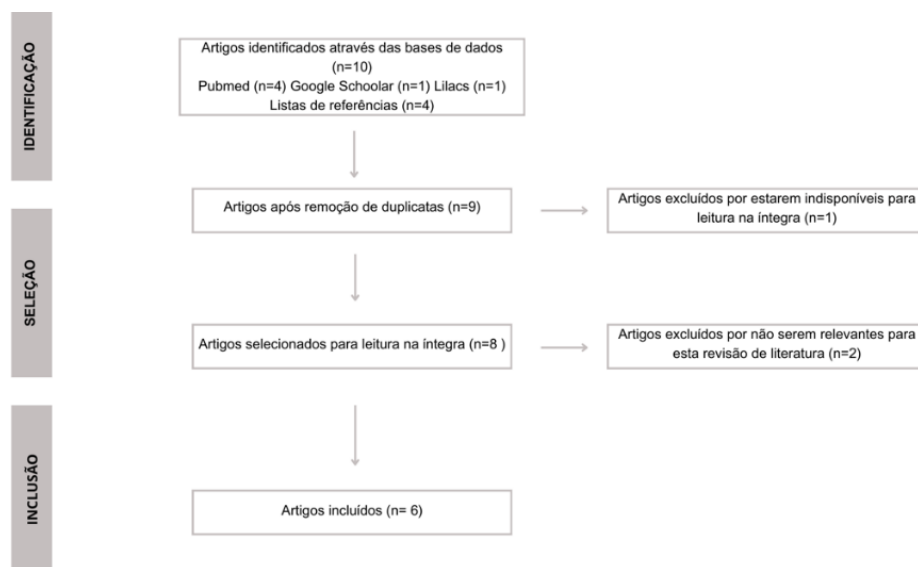 IDENTIFICAÇÃO
Artigos identificados através das bases de dados
(n=10)
Pubmed (n=4) Google Schoolar (n=1) Lilacs (n=1)
Listas de referências (n=4)
SELEÇÃO
Artigos após remoção de duplicatas (n=9)
Artigos excluídos por estarem indisponíveis para
leitura na íntegra (n=1)
Artigos selecionados para leitura na íntegra (n=8 )
Artigos excluídos por não serem relevantes para
esta revisão de literatura (n=2)
INCLUSÃO
Artigos incluídos (n= 6)